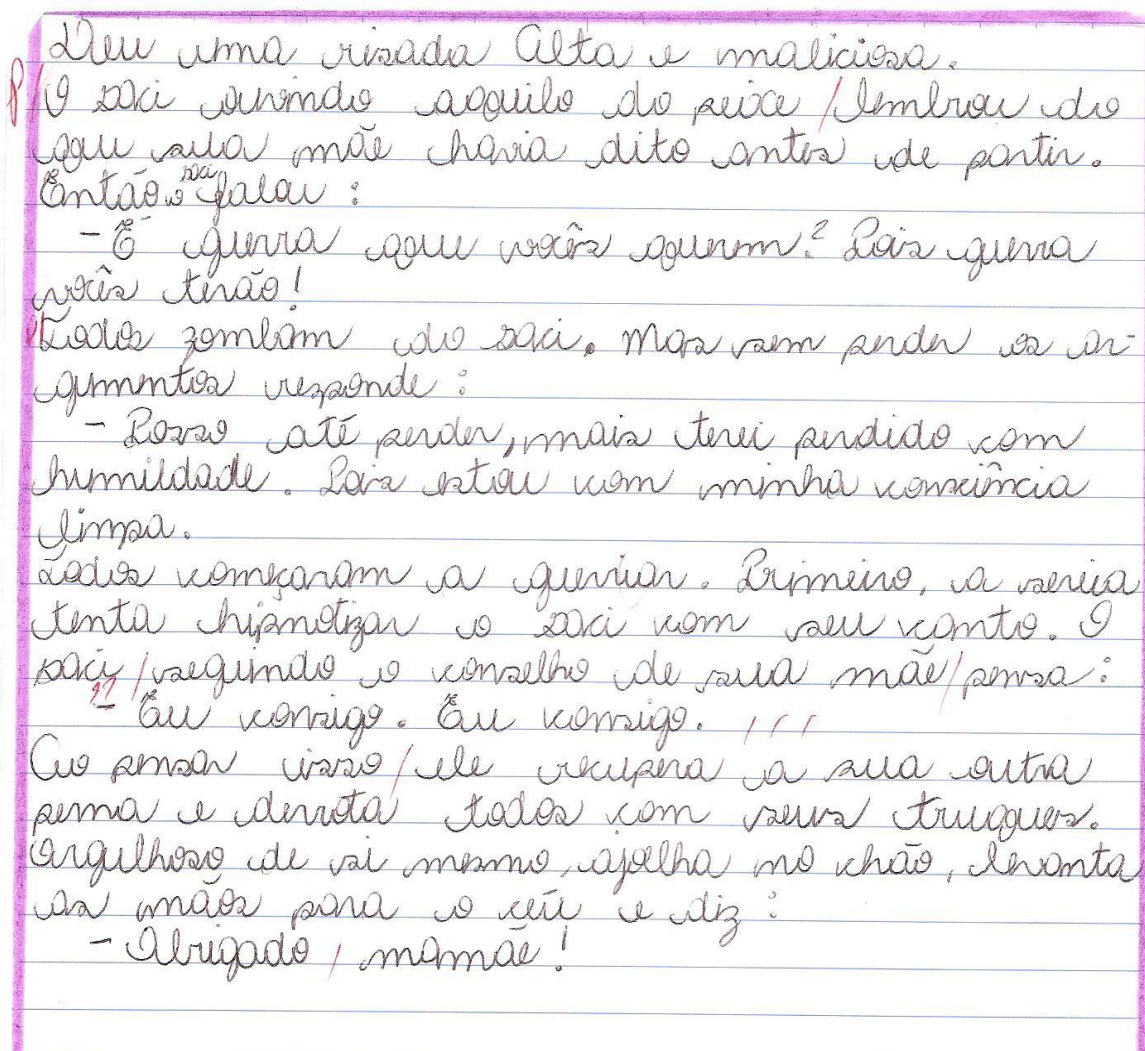 Deu uma risada alta e maliciosa.
O saci ouvindo aquilo do peixe / lembrou do
que sua mãe havia dito antes de partir.
Então o saci falou :
- É guerra que vocês querem? Pois guerra
vocês terão!
Todos zombam do saci. Mas sem perder os ar-
gumentos responde :
- Posso até perder, mais terei perdido com
humildade. Pois estou com minha consciência
limpa.
Todos começaram a guerriar. Primeiro, a sereia
tenta hipnotizar o saci com seu canto. O
saci / seguindo o conselho de sua mãe / pensa :
- Eu consigo. Eu consigo.
Ao pensar isso / ele recupera a sua outra
perna e derrota todos com seus truques.
Orgulhoso de si mesmo, ajoelha no chão, levanta
as mãos para o céu e diz :
- Obrigado / mamãe!